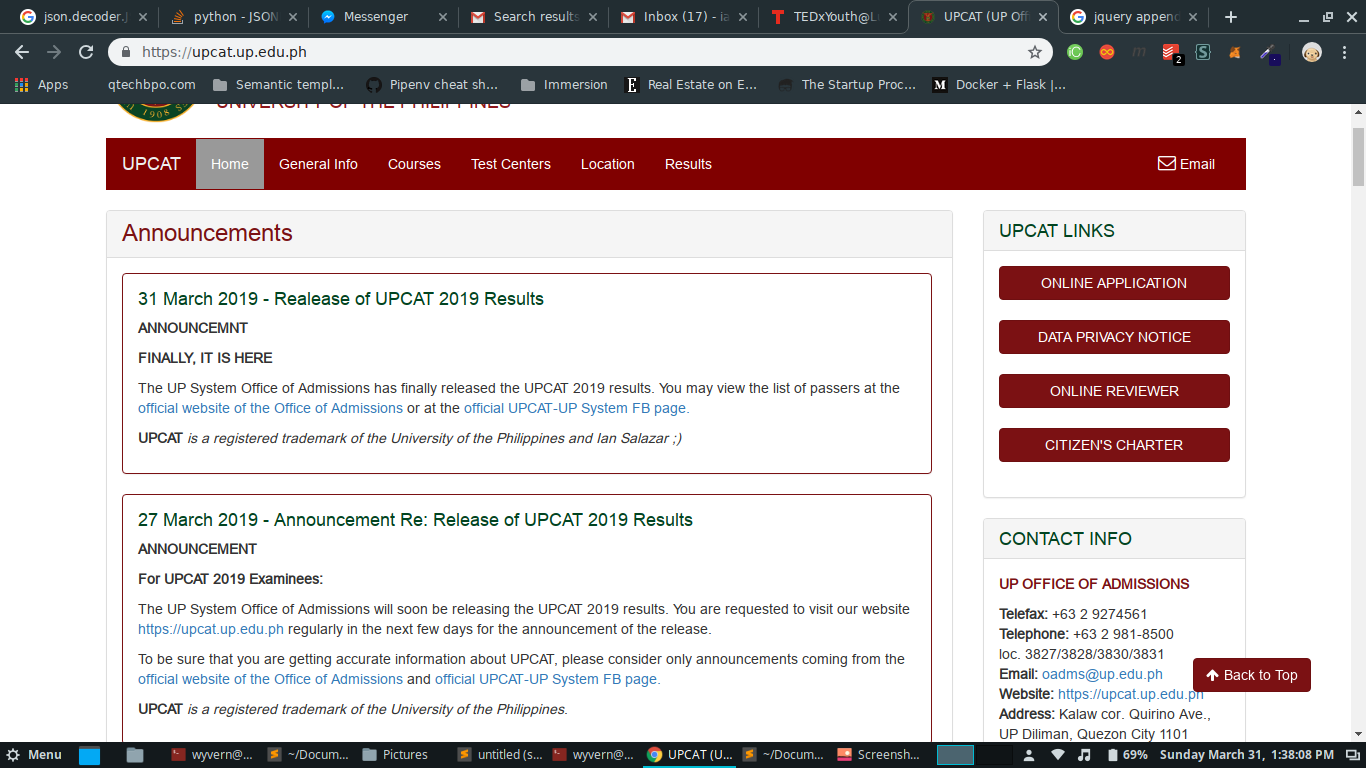 json.decoder.J
python - JSON
Messenger
Search results
Inbox (17) - ia
TEDxYouth@L
UPCAT (UP Off
jquery append
https://upcat.up.edu.ph
2
Apps
qtechbpo.com
Semantic templ...
Pipenv cheat sh...
Immersion
Real Estate on E...
The Startup Proc...
Docker + Flask |...
1908
UNIVERSITY OF THE PHILIPPINES
UPCAT
Home
General Info
Courses
Test Centers
Location
Results
Email
Announcements
31 March 2019 - Realease of UPCAT 2019 Results
ANNOUNCEMNT
FINALLY, IT IS HERE
The UP System Office of Admissions has finally released the UPCAT 2019 results. You may view the list of passers at the
official website of the Office of Admissions or at the official UPCAT-UP System FB page.
UPCAT is a registered trademark of the University of the Philippines and Ian Salazar ;)
27 March 2019 - Announcement Re: Release of UPCAT 2019 Results
ANNOUNCEMENT
For UPCAT 2019 Examinees:
The UP System Office of Admissions will soon be releasing the UPCAT 2019 results. You are requested to visit our website
https://upcat.up.edu.ph regularly in the next few days for the announcement of the release.
To be sure that you are getting accurate information about UPCAT, please consider only announcements coming from the
official website of the Office of Admissions and official UPCAT-UP System FB page.
UPCAT is a registered trademark of the University of the Philippines.
UPCAT LINKS
ONLINE APPLICATION
DATA PRIVACY NOTICE
ONLINE REVIEWER
CITIZEN'S CHARTER
CONTACT INFO
UP OFFICE OF ADMISSIONS
Telefax: +63 2 9274561
Telephone: +63 2 981-8500
loc. 3827/3828/3830/3831
Email: oadms@up.edu.ph
Website: https://upcat.up.edu.ph
Address: Kalaw cor. Quirino Ave.,
UP Diliman, Quezon City 1101
Back to Top
Menu
wyvern@...
~/Docum...
Pictures
untitled (s...
wyvern@...
UPCAT (U...
~/Docum...
Screensh...
69%
Sunday March 31, 1:38:08 PM